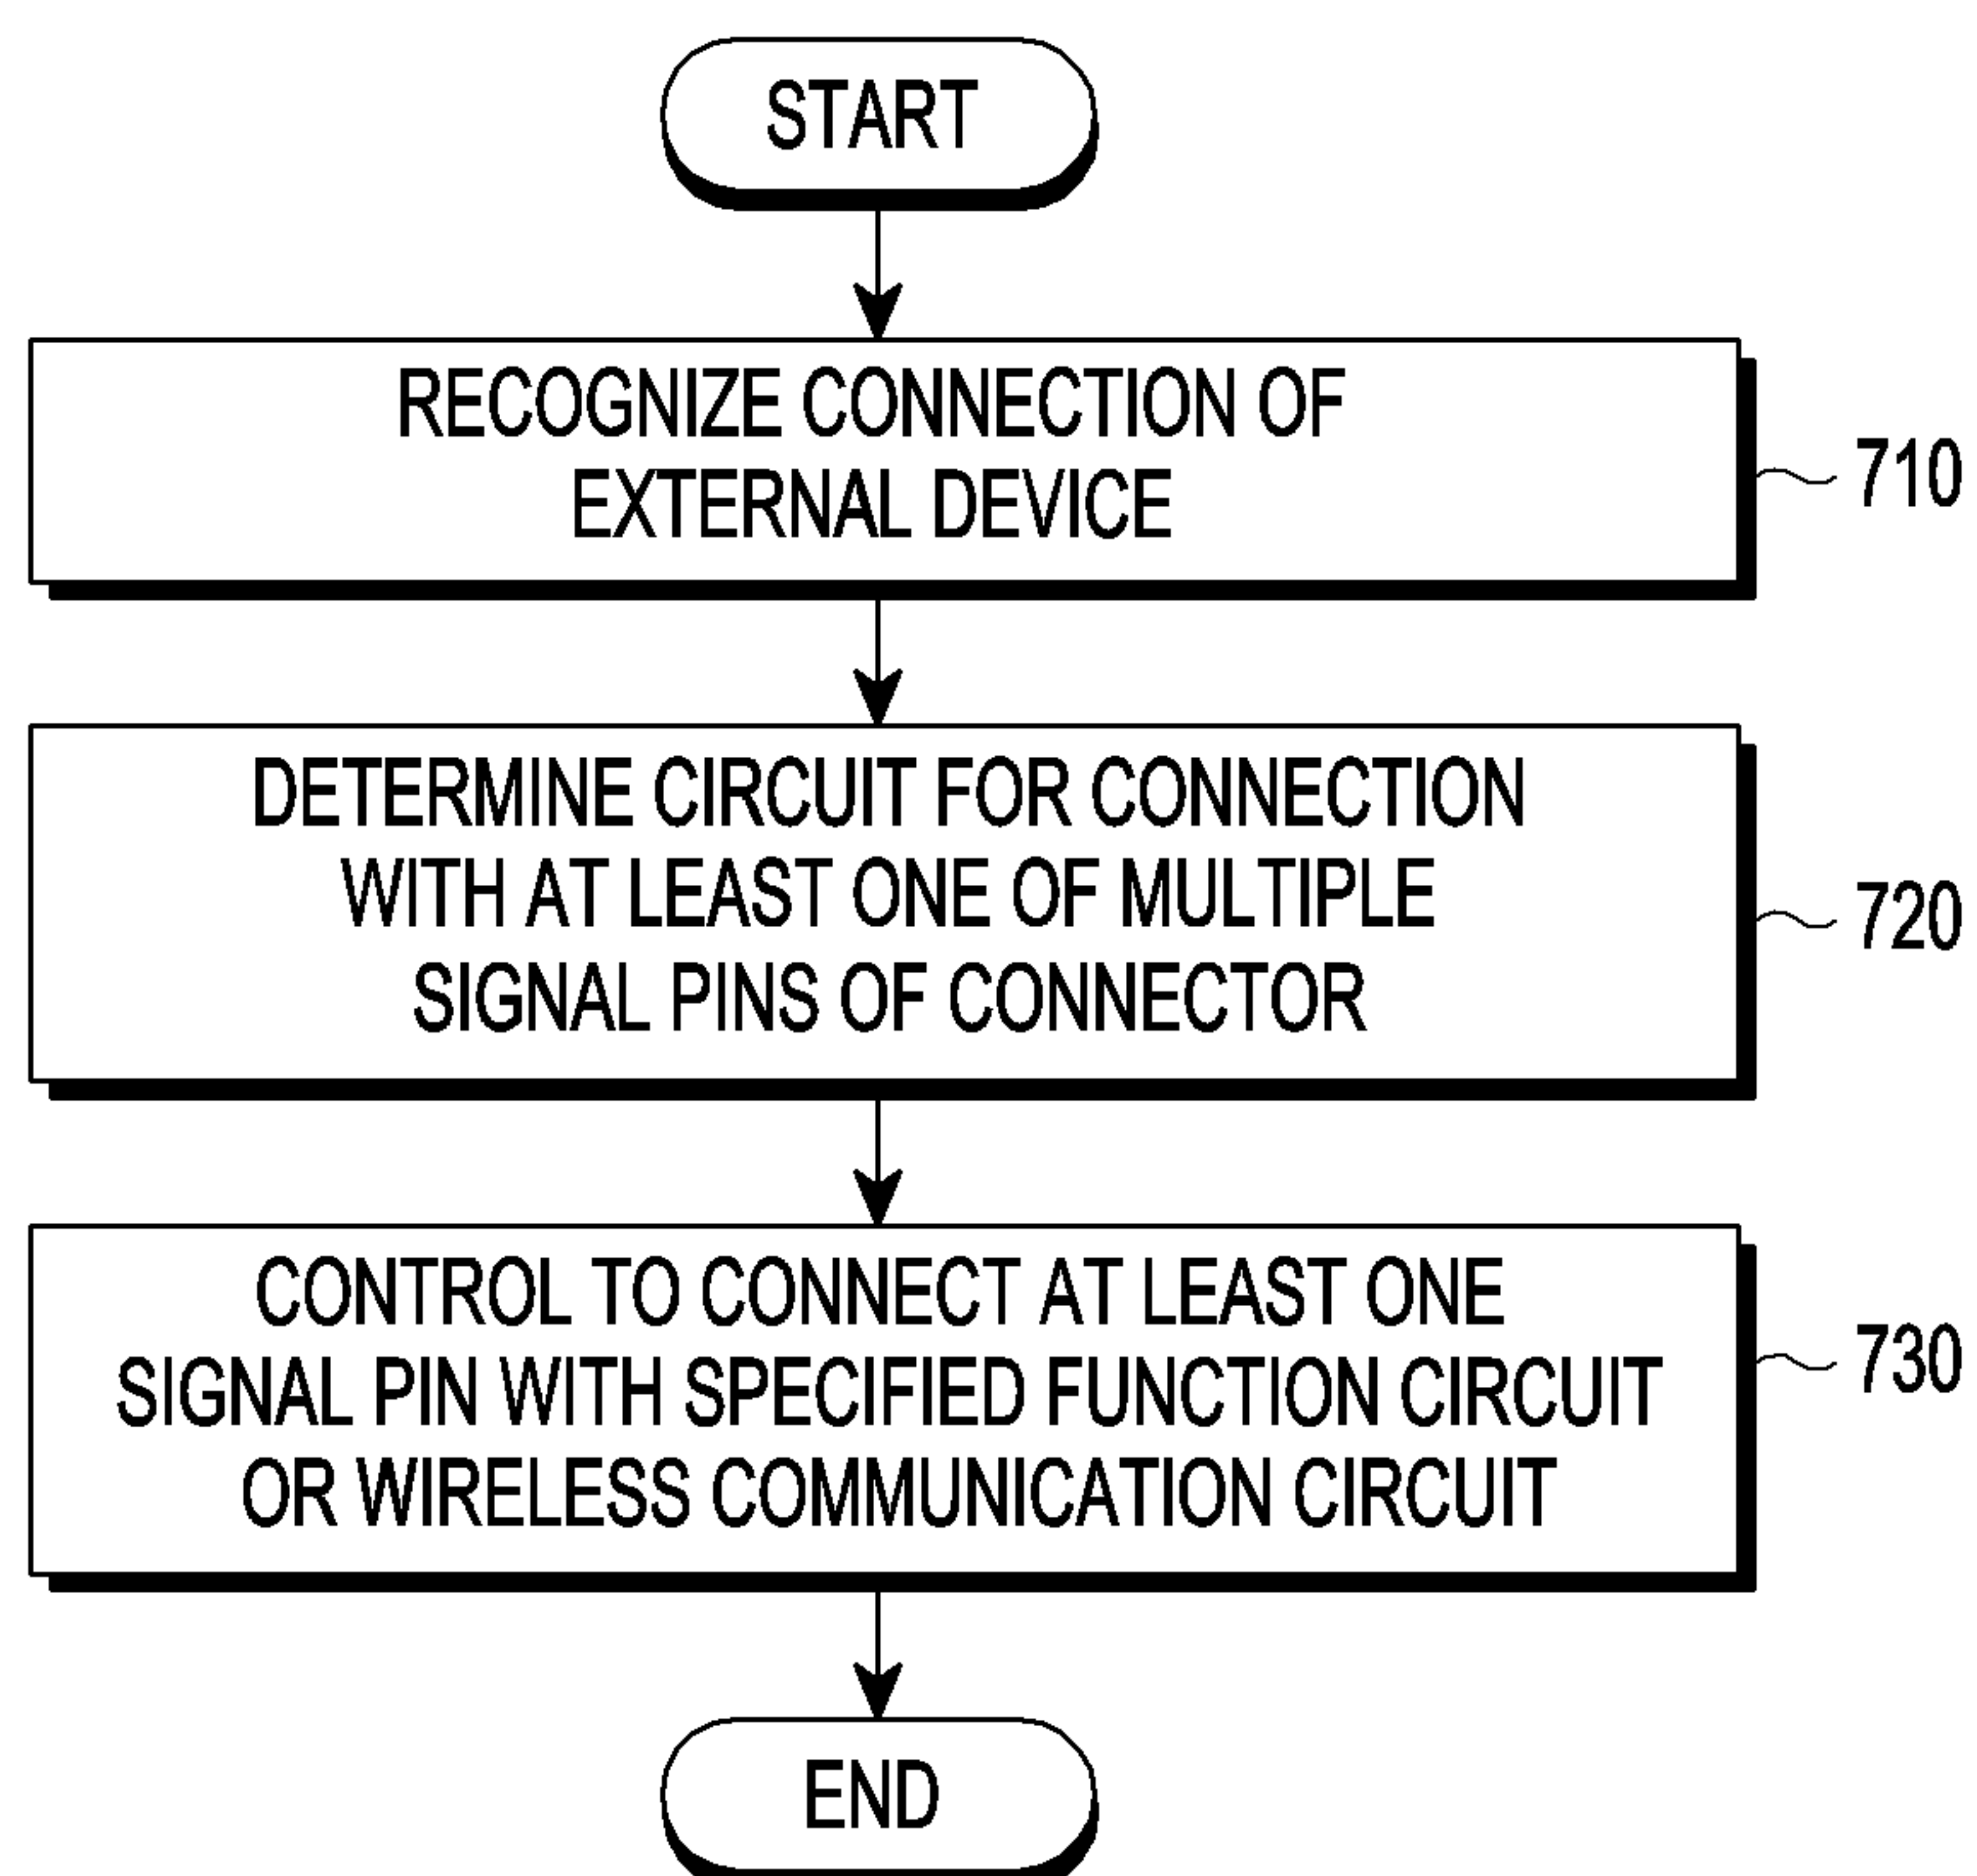 START
RECOGNIZE CONNECTION OF
EXTERNAL DEVICE
710
DETERMINE CIRCUIT FOR CONNECTION
WITH AT LEAST ONE OF MULTIPLE
SIGNAL PINS OF CONNECTOR
720
CONTROL TO CONNECT AT LEAST ONE
SIGNAL PIN WITH SPECIFIED FUNCTION CIRCUIT
OR WIRELESS COMMUNICATION CIRCUIT
730
END